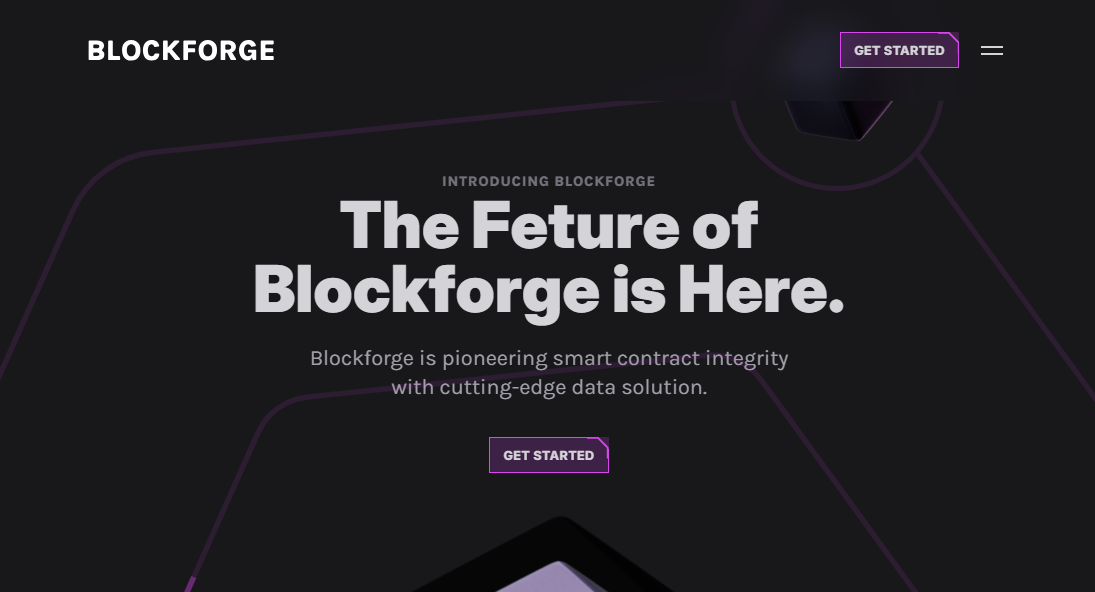 BLOCKFORGE
GET STARTED
INTRODUCING BLOCKFORGE
The Feture of
Blockforge is Here.
Blockforge is pioneering smart contract integrity
with cutting-edge data solution.
GET STARTED